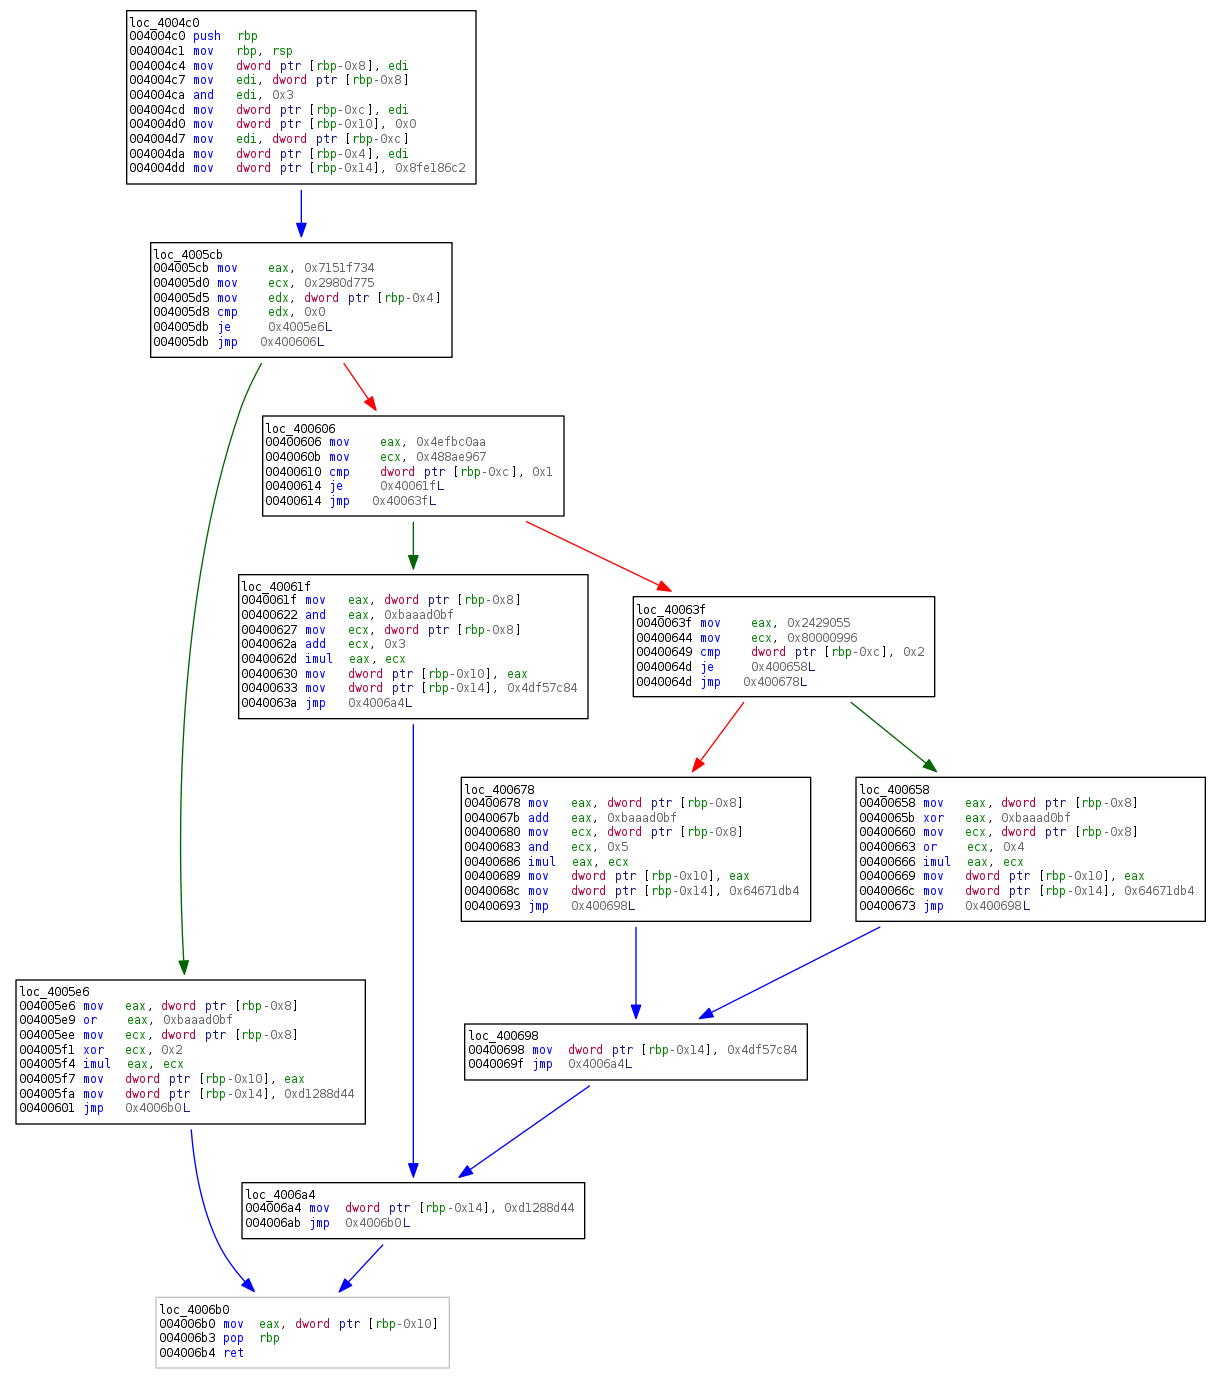 loc_4004c0
004004c0 push rbp
004004c1 mov rbp, rsp
004004c4 mov dword ptr [rbp-0x8], edi
004004c7 mov edi, dword ptr [rbp-0x8]
004004ca and edi, 0x3
004004cd mov dword ptr [rbp-0xc], edi
004004d0 mov dword ptr [rbp-0x10], 0x0
004004d7 mov edi, dword ptr [rbp-0xc]
004004da mov dword ptr [rbp-0x4], edi
004004dd mov dword ptr [rbp-0x14], 0x8fe186c2
loc_4005cb
004005cb mov eax, 0x7151f734
004005d0 mov ecx, 0x2980d775
004005d5 mov edx, dword ptr [rbp-0x4]
004005d8 cmp edx, 0x0
004005db je 0x4005e6L
004005db jmp 0x400606L
loc_400606
00400606 mov eax, 0x4efbc0aa
0040060b mov ecx, 0x488ae967
00400610 cmp dword ptr [rbp-0xc], 0x1
00400614 je 0x40061fL
00400614 jmp 0x40063fL
loc_40061f
0040061f mov eax, dword ptr [rbp-0x8]
00400622 and eax, 0xbaaad0bf
00400627 mov ecx, dword ptr [rbp-0x8]
0040062a add ecx, 0x3
0040062d imul eax, ecx
00400630 mov dword ptr [rbp-0x10], eax
00400633 mov dword ptr [rbp-0x14], 0x4df57c84
0040063a jmp 0x4006a4L
loc_40063f
0040063f mov eax, 0x2429055
00400644 mov ecx, 0x80000996
00400649 cmp dword ptr [rbp-0xc], 0x2
0040064d je 0x400658L
0040064d jmp 0x400678L
loc_400678
00400678 mov eax, dword ptr [rbp-0x8]
0040067b add eax, 0xbaaad0bf
00400680 mov ecx, dword ptr [rbp-0x8]
00400683 and ecx, 0x5
00400686 imul eax, ecx
00400689 mov dword ptr [rbp-0x10], eax
0040068c mov dword ptr [rbp-0x14], 0x64671db4
00400693 jmp 0x400698L
loc_400658
00400658 mov eax, dword ptr [rbp-0x8]
0040065b xor eax, 0xbaaad0bf
00400660 mov ecx, dword ptr [rbp-0x8]
00400663 or ecx, 0x4
00400666 imul eax, ecx
00400669 mov dword ptr [rbp-0x10], eax
0040066c mov dword ptr [rbp-0x14], 0x64671db4
00400673 jmp 0x400698L
loc_4005e6
004005e6 mov eax, dword ptr [rbp-0x8]
004005e9 or eax, 0xbaaad0bf
004005ee mov ecx, dword ptr [rbp-0x8]
004005f1 xor ecx, 0x2
004005f4 imul eax, ecx
004005f7 mov dword ptr [rbp-0x10], eax
004005fa mov dword ptr [rbp-0x14], 0xd1288d44
00400601 jmp 0x4006b0L
loc_400698
00400698 mov dword ptr [rbp-0x14], 0x4df57c84
0040069f jmp 0x4006a4L
loc_4006a4
004006a4 mov dword ptr [rbp-0x14], 0xd1288d44
004006ab jmp 0x4006b0L
loc_4006b0
004006b0 mov eax, dword ptr [rbp-0x10]
004006b3 pop rbp
004006b4 ret